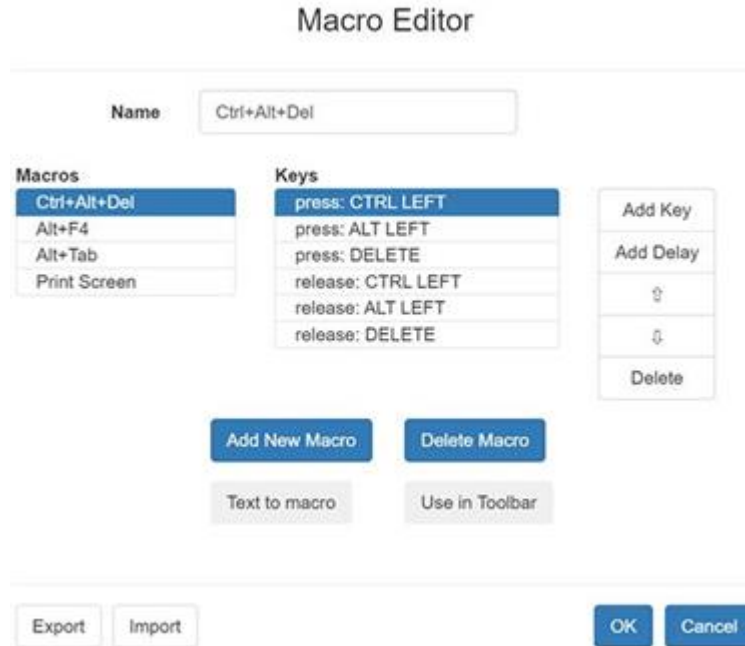 Macro Editor
Name
Ctrl+Alt+Del
Macros
Ctrl+Alt+Del
Alt+F4
Alt+Tab
Print Screen
Keys
press: CTRL LEFT
press: ALT LEFT
press: DELETE
release: CTRL LEFT
release: ALT LEFT
release: DELETE
Add Key
Add Delay
⇧
⇩
Delete
Add New Macro
Delete Macro
Text to macro
Use in Toolbar
Export
Import
OK
Cancel